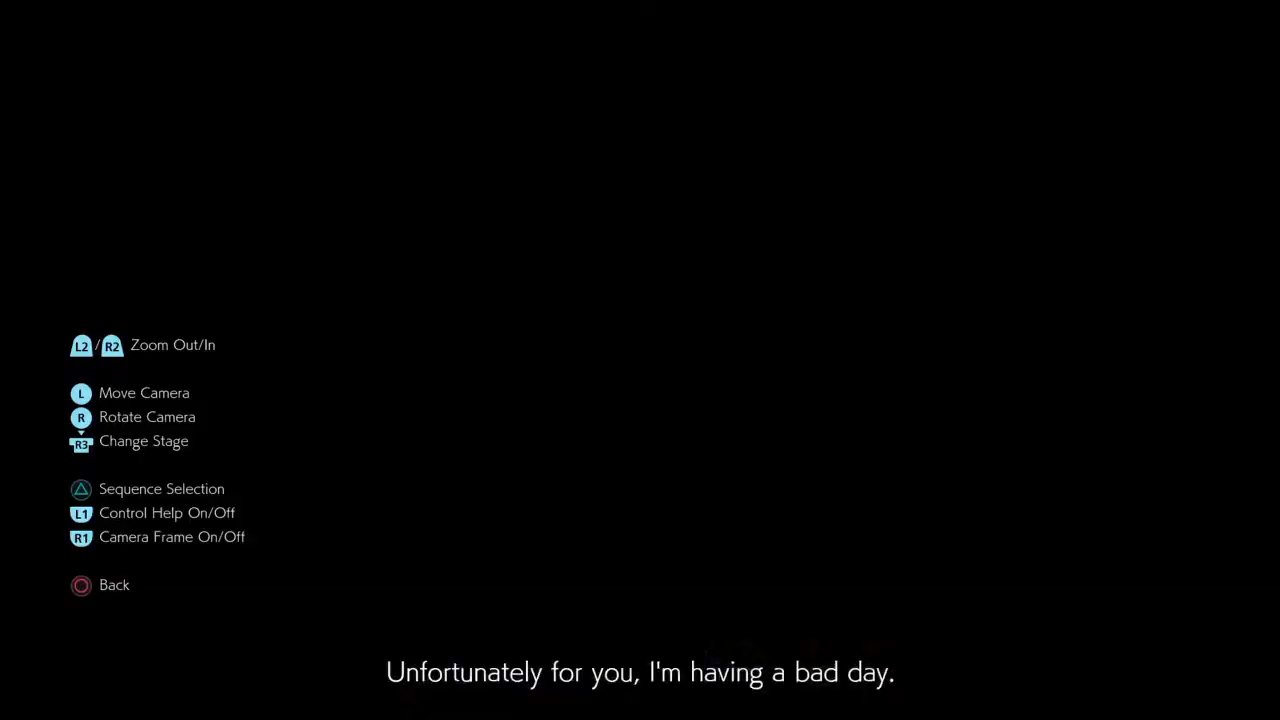 L2 / R2 Zoom Out/In
L Move Camera
R Rotate Camera
R3 Change Stage
Sequence Selection
L1 Control Help On/Off
R1 Camera Frame On/Off
Back
Unfortunately for you, I'm having a bad day.